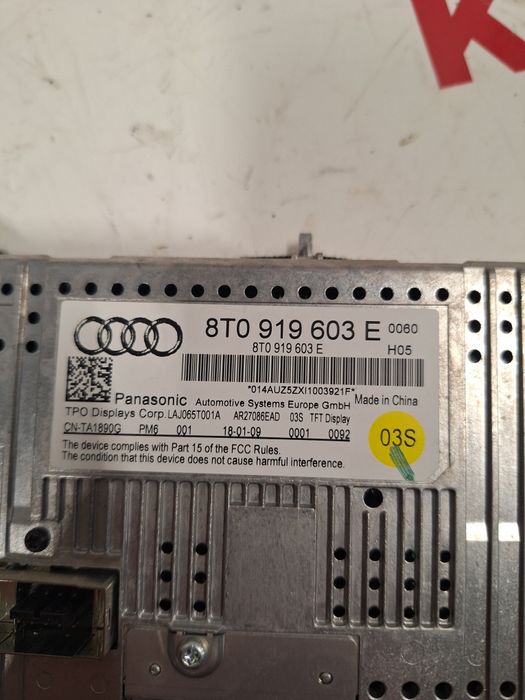 K
8T0 919 603 E 0060
8T0 919 603 E H05
*014AUZ5ZXI1003921F*
Panasonic Automotive Systems Europe GmbH Made in China
TPO Displays Corp. LAJ065T001A AR27086EAD 03S TFT Display
CN-TA1890G PM6 001 18-01-09 0001 0092
03S
The device complies with Part 15 of the FCC Rules.
The condition that this device does not cause harmful interference.